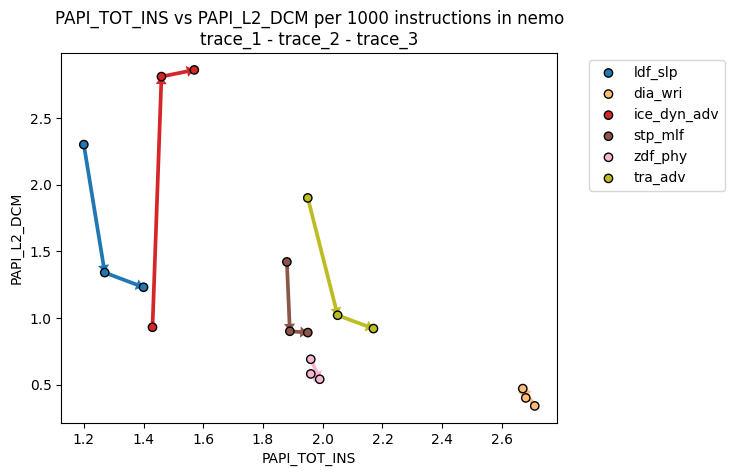 PAPI_TOT_INS vs PAPI_L2_DCM per 1000 instructions in nemo
trace_1 - trace_2 - trace_3
ldf_slp
dia_wri
ice_dyn_adv
stp_mlf
zdf_phy
tra_adv
PAPI_L2_DCM
2.5
2.0
1.5
1.0
0.5
1.2 1.4 1.6 1.8 2.0 2.2 2.4 2.6
PAPI_TOT_INS